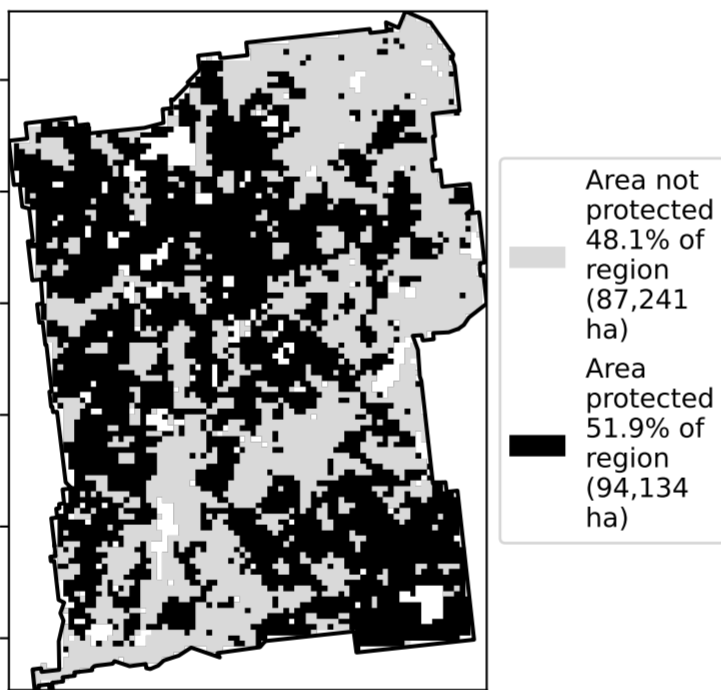 Area not
protected
48.1% of
region
(87,241
ha)
Area
protected
51.9% of
region
(94,134
ha)